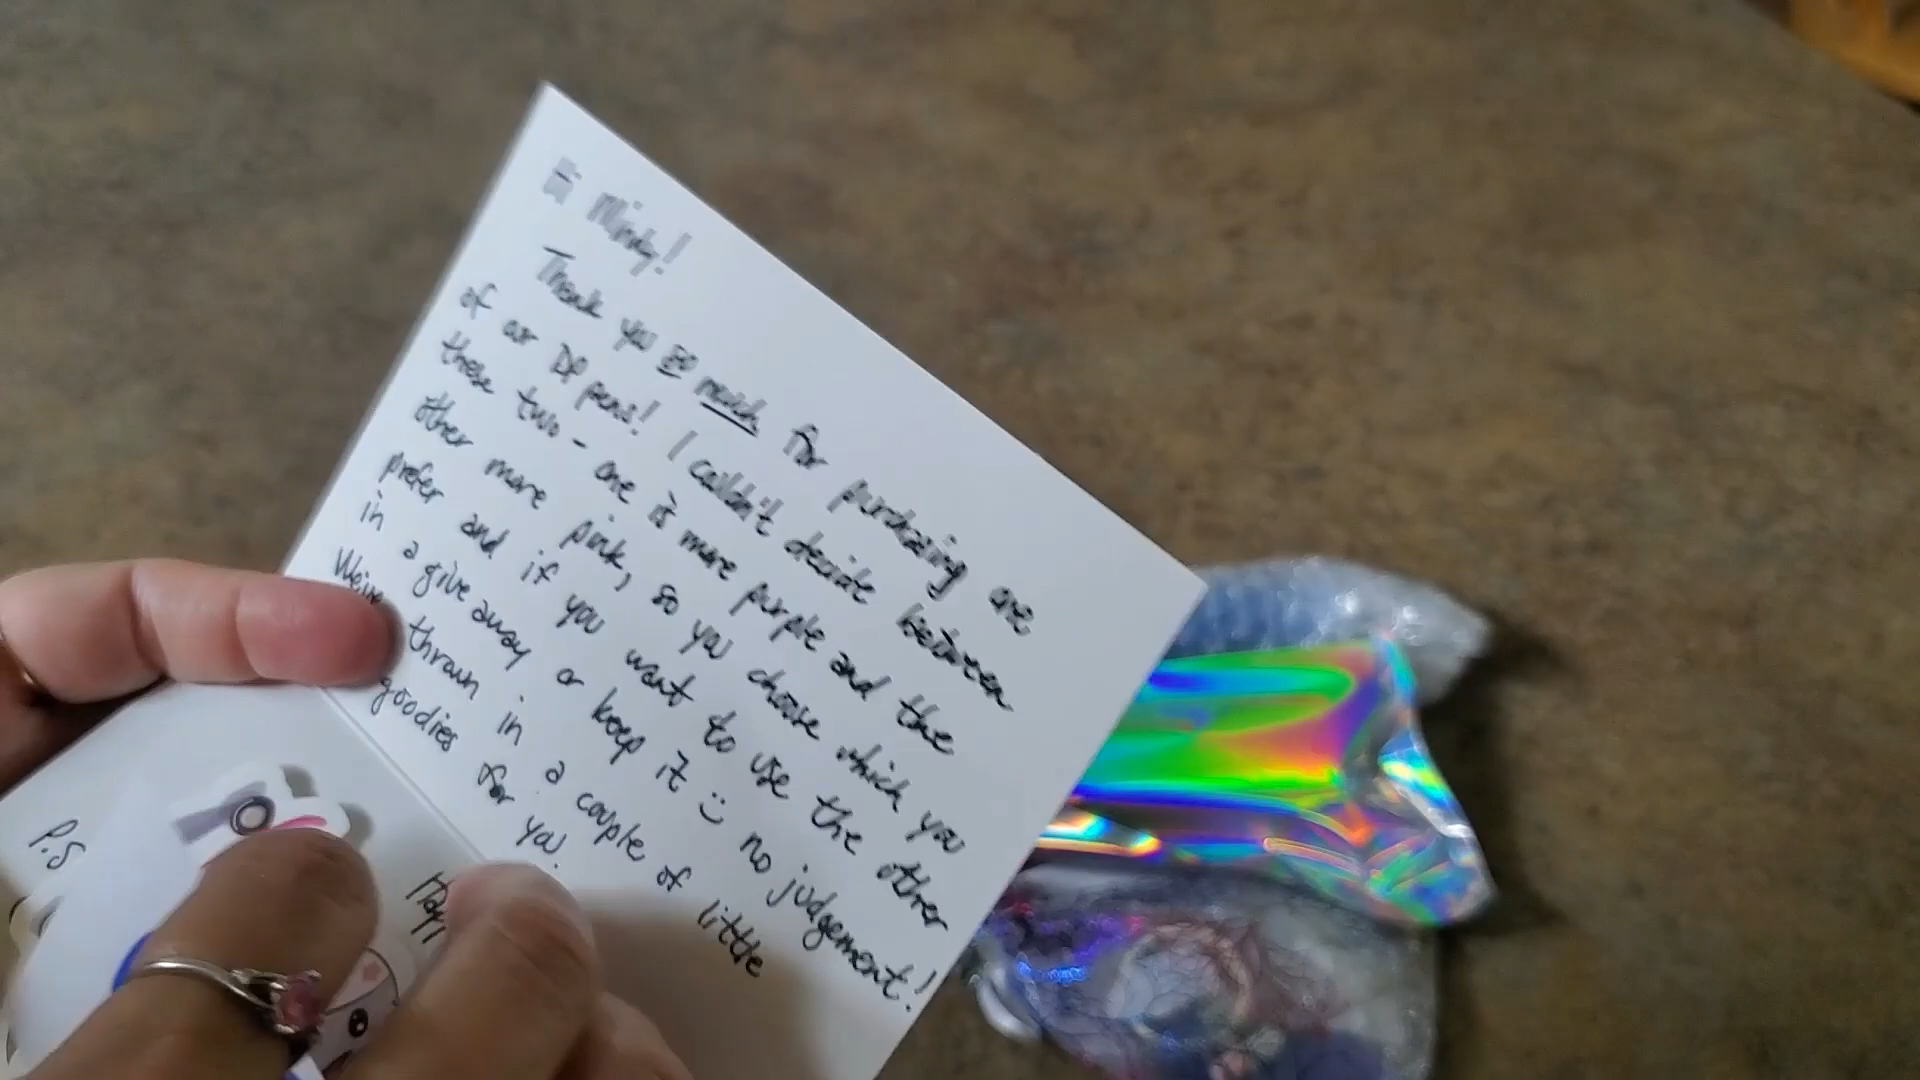 Hi Mindy!
Thank you so much for purchasing one
of our DP pens! I couldn't decide between
these two - one is more purple and the
other more pink, so you choose which you
prefer and if you want to use the other
in a give away or keep it :) no judgement!
We've thrown in a couple of little
goodies for you.
P.S